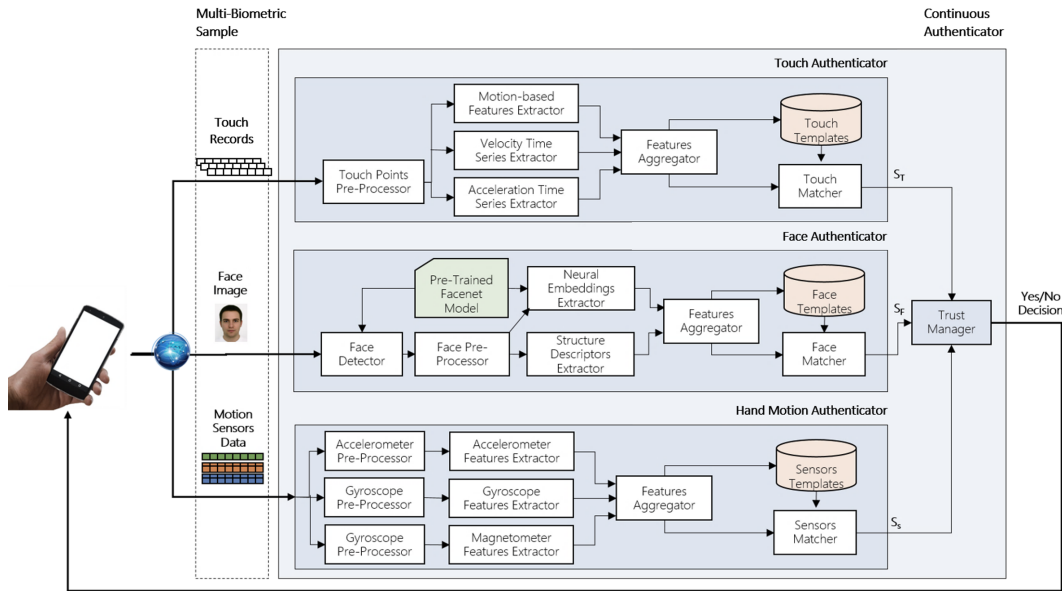 Multi-Biometric
Sample
Continuous
Authenticator
Touch Authenticator
Touch
Records
Touch Points
Pre-Processor
Motion-based
Features Extractor
Velocity Time
Series Extractor
Acceleration Time
Series Extractor
Features
Aggregator
Touch
Templates
Touch
Matcher
ST
Face Authenticator
Face
Image
Pre-Trained
Facenet
Model
Neural
Embeddings
Extractor
Face
Detector
Face Pre-
Processor
Structure
Descriptors
Extractor
Features
Aggregator
Face
Templates
Face
Matcher
SF
Trust
Manager
Yes/No
Decision
Hand Motion Authenticator
Motion
Sensors
Data
Accelerometer
Pre-Processor
Accelerometer
Features Extractor
Gyroscope
Pre-Processor
Gyroscope
Features Extractor
Gyroscope
Pre-Processor
Magnetometer
Features Extractor
Features
Aggregator
Sensors
Templates
Sensors
Matcher
Ss